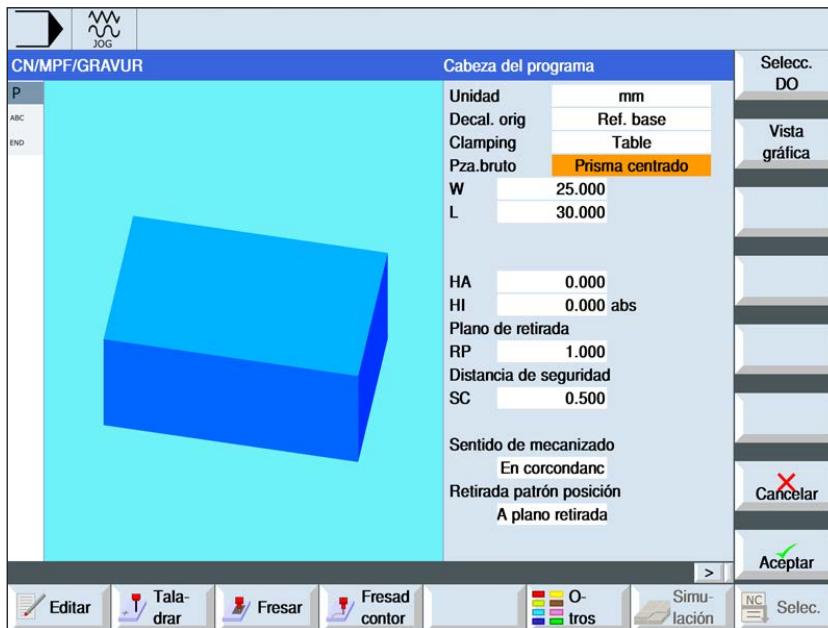 JOG
CN/MPF/GRAVUR
Cabeza del programa
P
ABC
END
Unidad mm
Decal. orig Ref. base
Clamping Table
Pza.bruto Prisma centrado
W 25.000
L 30.000
HA 0.000
HI 0.000 abs
Plano de retirada
RP 1.000
Distancia de seguridad
SC 0.500
Sentido de mecanizado
En corcondanc
Retirada patrón posición
A plano retirada
Selecc.
DO
Vista
gráfica
Cancelar
Aceptar
>
Editar
Tala-
drar
Fresar
Fresad
contor
O-
tros
Simu-
lación
NC
Selec.